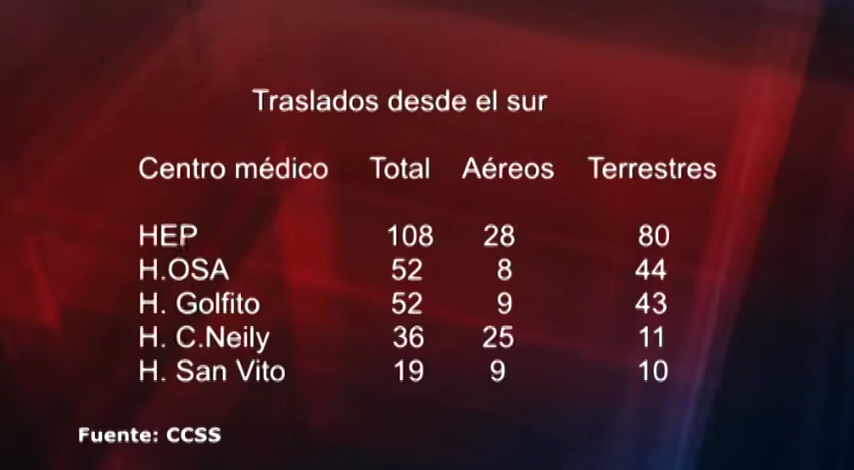 Traslados desde el sur
Centro médico Total Aéreos Terrestres
HEP 108 28 80
H.OSA 52 8 44
H. Golfito 52 9 43
H. C.Neily 36 25 11
H. San Vito 19 9 10
Fuente: CCSS